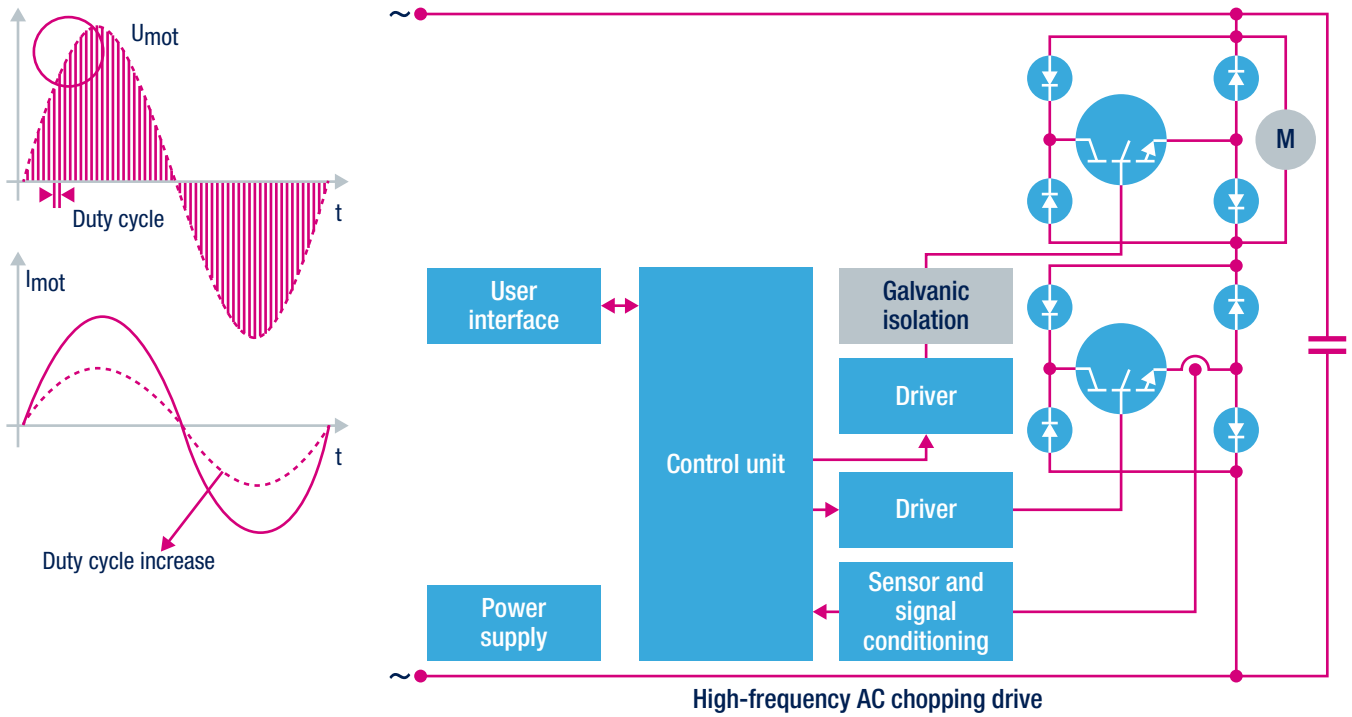 Umot
t
Duty cycle
Imot
t
Duty cycle increase
~
M
User
interface
Control unit
Galvanic
isolation
Driver
Driver
Power
supply
Sensor and
signal
conditioning
~
High-frequency AC chopping drive